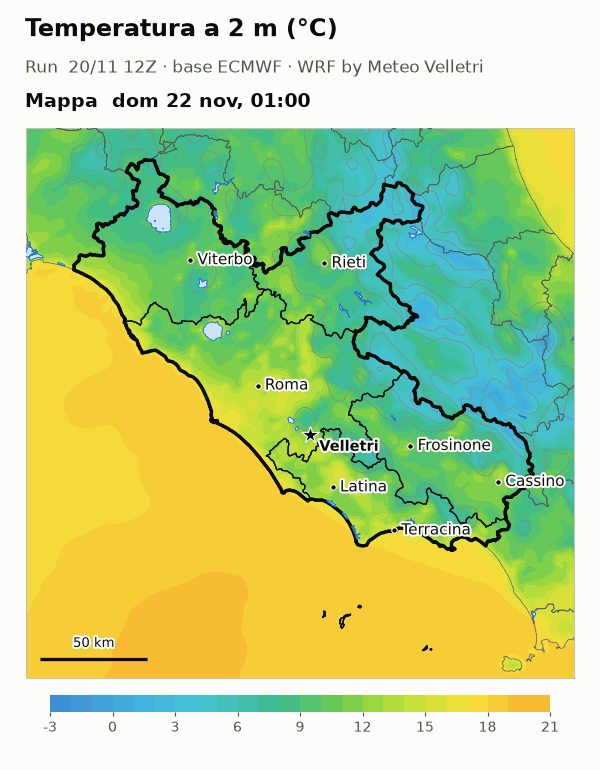 Temperatura a 2 m (°C)
Run  20/11 12Z · base ECMWF · WRF by Meteo Velletri
Mappa  dom 22 nov, 01:00
Viterbo
Rieti
Roma
Velletri
Frosinone
Latina
Cassino
Terracina
50 km
-3 0 3 6 9 12 15 18 21